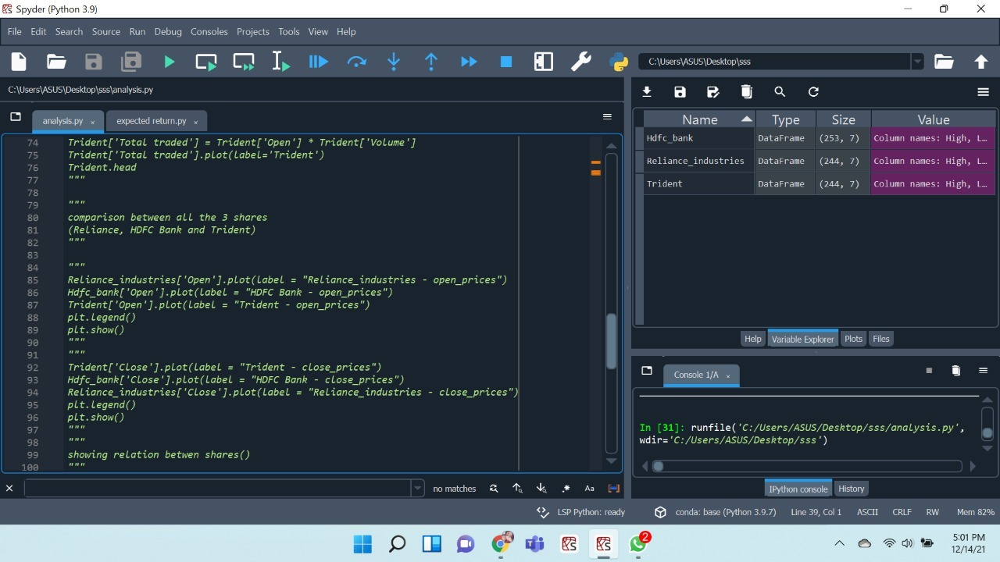 Spyder (Python 3.9)
File Edit Search Source Run Debug Consoles Projects Tools View Help
C:\Users\ASUS\Desktop\sss
C:\Users\ASUS\Desktop\sss\analysis.py
analysis.py expected return.py
74 Trident['Total traded'] = Trident['Open'] * Trident['Volume']
75 Trident['Total traded'].plot(label='Trident')
76 Trident.head
77 """
78
79 """
80 comparison between all the 3 shares
81 (Reliance, HDFC Bank and Trident)
82 """
83
84 """
85 Reliance_industries['Open'].plot(label = "Reliance_industries - open_prices")
86 Hdfc_bank['Open'].plot(label = "HDFC Bank - open_prices")
87 Trident['Open'].plot(label = "Trident - open_prices")
88 plt.legend()
89 plt.show()
90 """
91 """
92 Trident['Close'].plot(label = "Trident - close_prices")
93 Hdfc_bank['Close'].plot(label = "HDFC Bank - close_prices")
94 Reliance_industries['Close'].plot(label = "Reliance_industries - close_prices")
95 plt.legend()
96 plt.show()
97 """
98 """
99 showing relation betwen shares()
100 """
no matches Aa
Name Type Size Value
Hdfc_bank DataFrame (253, 7) Column names: High, L…
Reliance_industries DataFrame (244, 7) Column names: High, L…
Trident DataFrame (244, 7) Column names: High, L…
Help Variable Explorer Plots Files
Console 1/A
In [31]: runfile('C:/Users/ASUS/Desktop/sss/analysis.py',
wdir='C:/Users/ASUS/Desktop/sss')
IPython console History
LSP Python: ready conda: base (Python 3.9.7) Line 39, Col 1 ASCII CRLF RW Mem 82%
2
5:01 PM
12/14/21